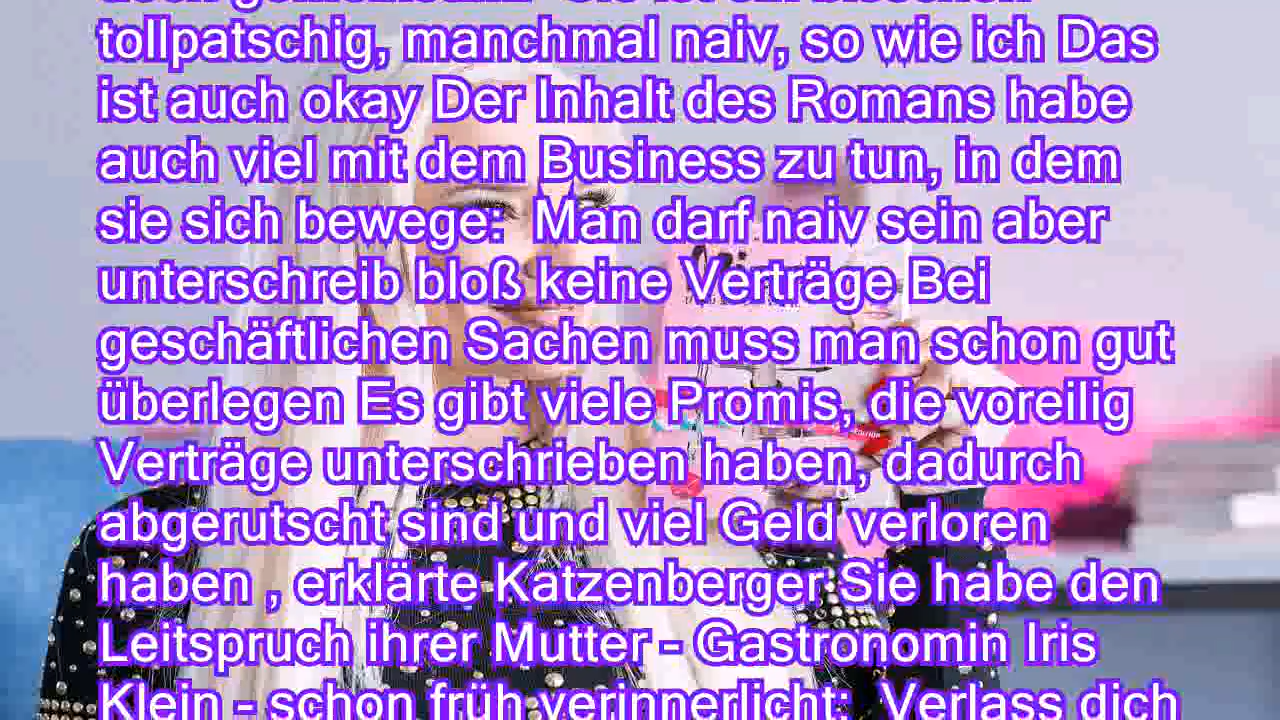 tollpatschig, manchmal naiv, so wie ich Das
ist auch okay Der Inhalt des Romans habe
auch viel mit dem Business zu tun, in dem
sie sich bewege: Man darf naiv sein aber
unterschreib bloß keine Verträge Bei
geschäftlichen Sachen muss man schon gut
überlegen Es gibt viele Promis, die voreilig
Verträge unterschrieben haben, dadurch
abgerutscht sind und viel Geld verloren
haben , erklärte Katzenberger Sie habe den
Leitspruch ihrer Mutter - Gastronomin Iris
Klein - schon früh verinnerlicht: Verlass dich